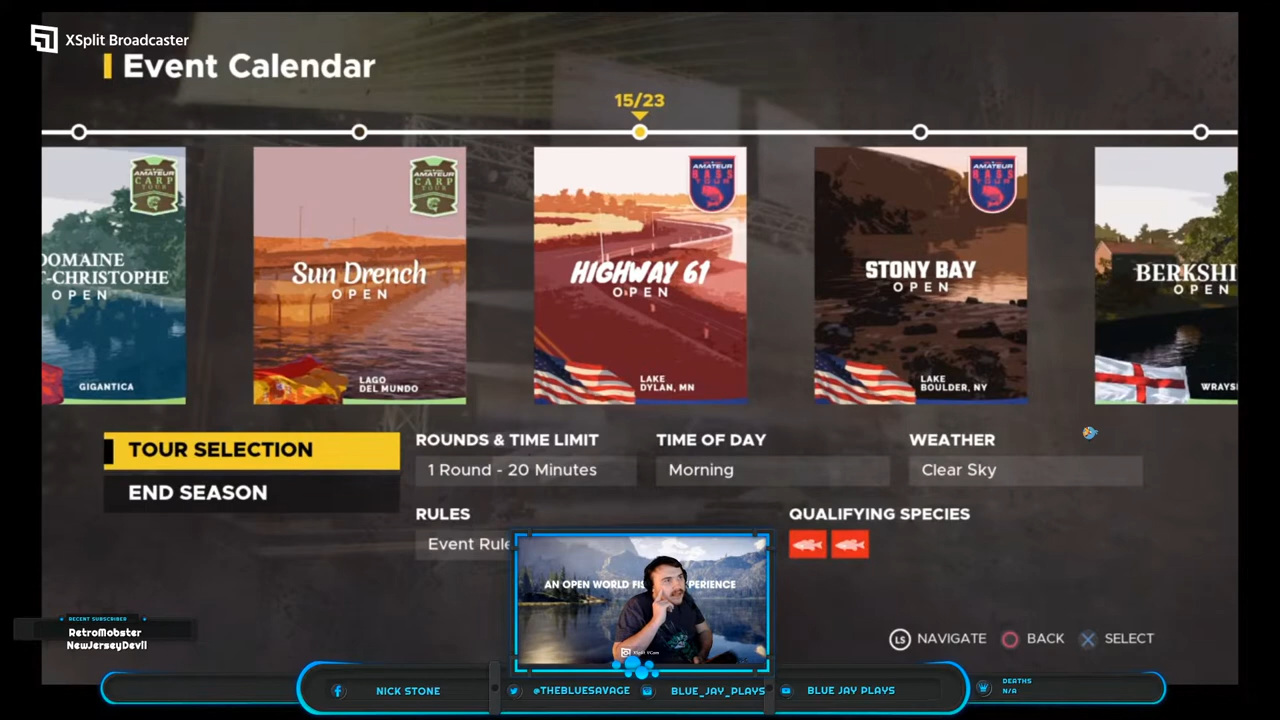 XSplit Broadcaster
Event Calendar
15/23
AMATEUR
CARP
TOUR
AMATEUR
CARP
TOUR
AMATEUR
BASS
TOUR
AMATEUR
BASS
TOUR
DOMAINE
T-CHRISTOPHE
OPEN
GIGANTICA
Sun Drench
OPEN
LAGO
DEL MUNDO
HIGHWAY 61
OPEN
LAKE
DYLAN, MN
STONY BAY
OPEN
LAKE
BOULDER, NY
BERKSHI
OPEN
WRAYS
TOUR SELECTION
END SEASON
ROUNDS & TIME LIMIT
1 Round - 20 Minutes
TIME OF DAY
Morning
WEATHER
Clear Sky
RULES
Event Rule
QUALIFYING SPECIES
AN OPEN WORLD FIS PERIENCE
XSplit VCam
RECENT SUBSCRIBER
RetroMobster
NewJerseyDevil
LS NAVIGATE BACK SELECT
NICK STONE @THEBLUESAVAGE BLUE_JAY_PLAYS BLUE JAY PLAYS
DEATHS
N/A